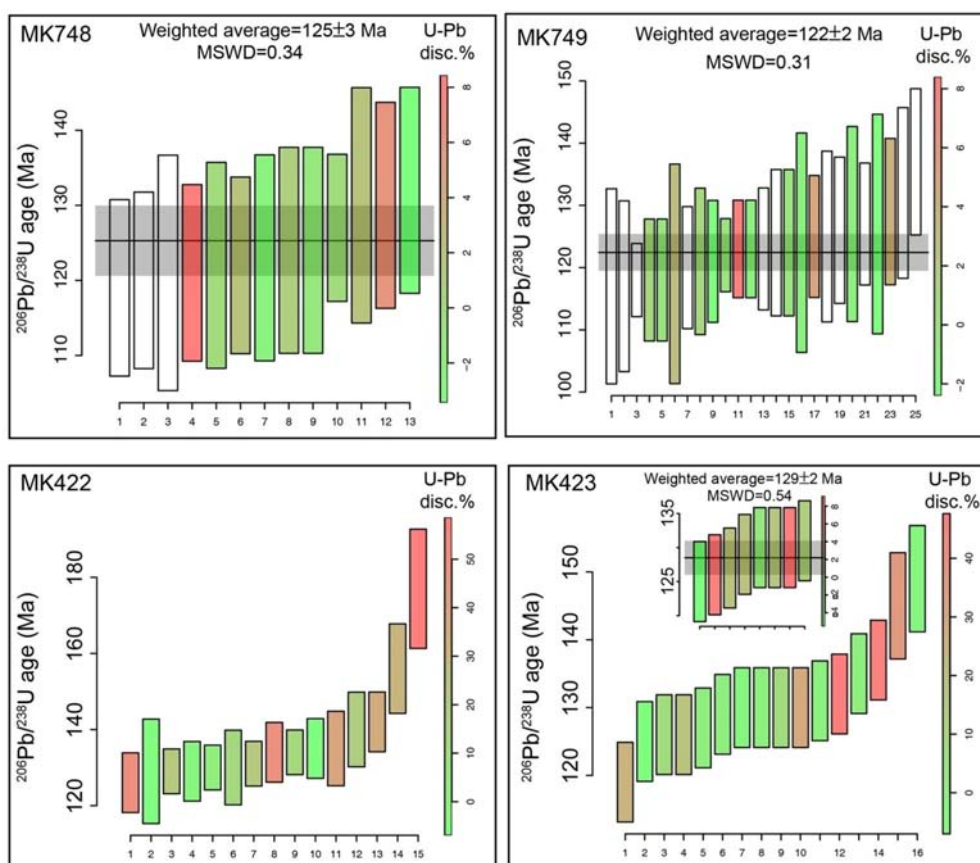 MK748
Weighted average=125±3 Ma
MSWD=0.34
U-Pb
disc.%
²⁰⁶Pb/²³⁸U age (Ma)
140
130
120
110
8
6
4
2
0
−2
1 2 3 4 5 6 7 8 9 10 11 12 13
MK749
Weighted average=122±2 Ma
MSWD=0.31
U-Pb
disc.%
²⁰⁶Pb/²³⁸U age (Ma)
150
140
130
120
110
100
8
6
4
2
0
−2
1 3 5 7 9 11 13 15 17 19 21 23 25
MK422
U-Pb
disc.%
²⁰⁶Pb/²³⁸U age (Ma)
180
160
140
120
50
40
30
20
10
0
1 2 3 4 5 6 7 8 9 10 11 12 13 14 15
MK423
Weighted average=129±2 Ma
MSWD=0.54
U-Pb
disc.%
135
125
8
6
4
2
0
²⁰⁶Pb/²³⁸U age (Ma)
150
140
130
120
40
30
20
10
0
1 2 3 4 5 6 7 8 9 10 11 12 14 16